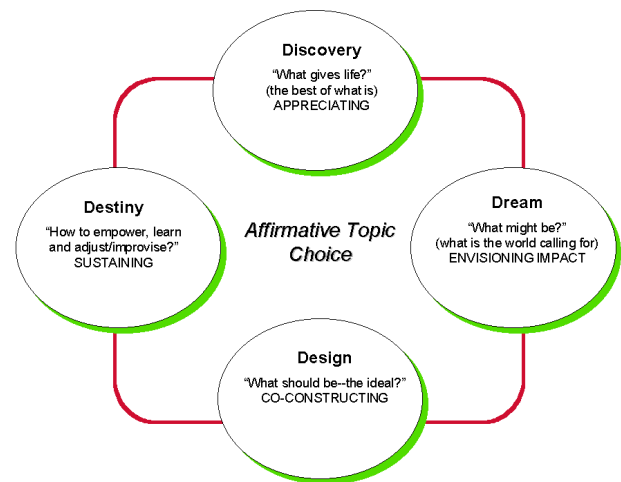 Discovery
“What gives life?”
(the best of what is)
APPRECIATING
Destiny
“How to empower, learn
and adjust/improvise?”
SUSTAINING
Affirmative Topic
Choice
Dream
“What might be?”
(what is the world calling for)
ENVISIONING IMPACT
Design
“What should be--the ideal?”
CO-CONSTRUCTING